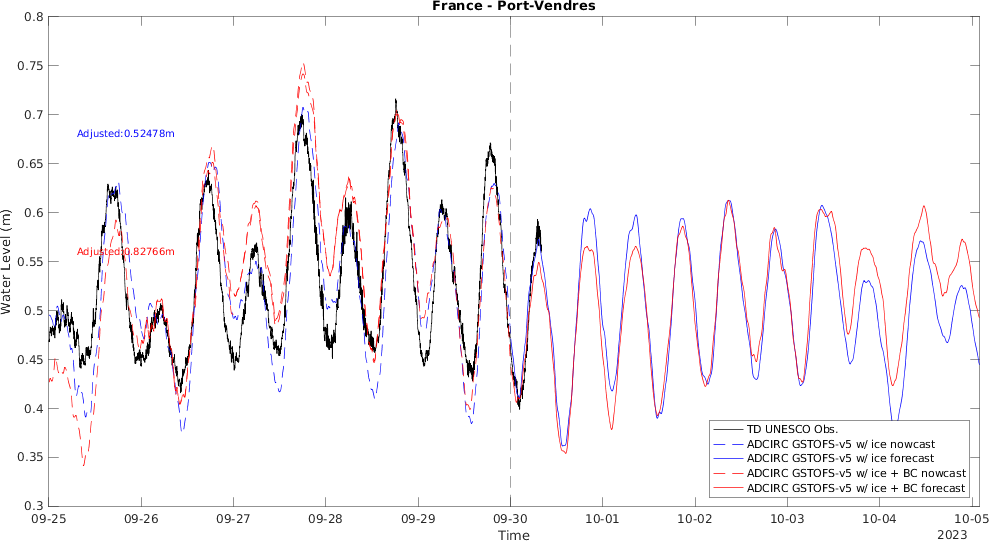 France - Port-Vendres
0.8
0.75
0.7
0.65
0.6
0.55
0.5
0.45
0.4
0.35
0.3
Water Level (m)
Adjusted:0.52478m
Adjusted:0.82766m
TD UNESCO Obs.
ADCIRC GSTOFS-v5 w/ ice nowcast
ADCIRC GSTOFS-v5 w/ ice forecast
ADCIRC GSTOFS-v5 w/ ice + BC nowcast
ADCIRC GSTOFS-v5 w/ ice + BC forecast
09-25 09-26 09-27 09-28 09-29 09-30 10-01 10-02 10-03 10-04 10-05
Time
2023